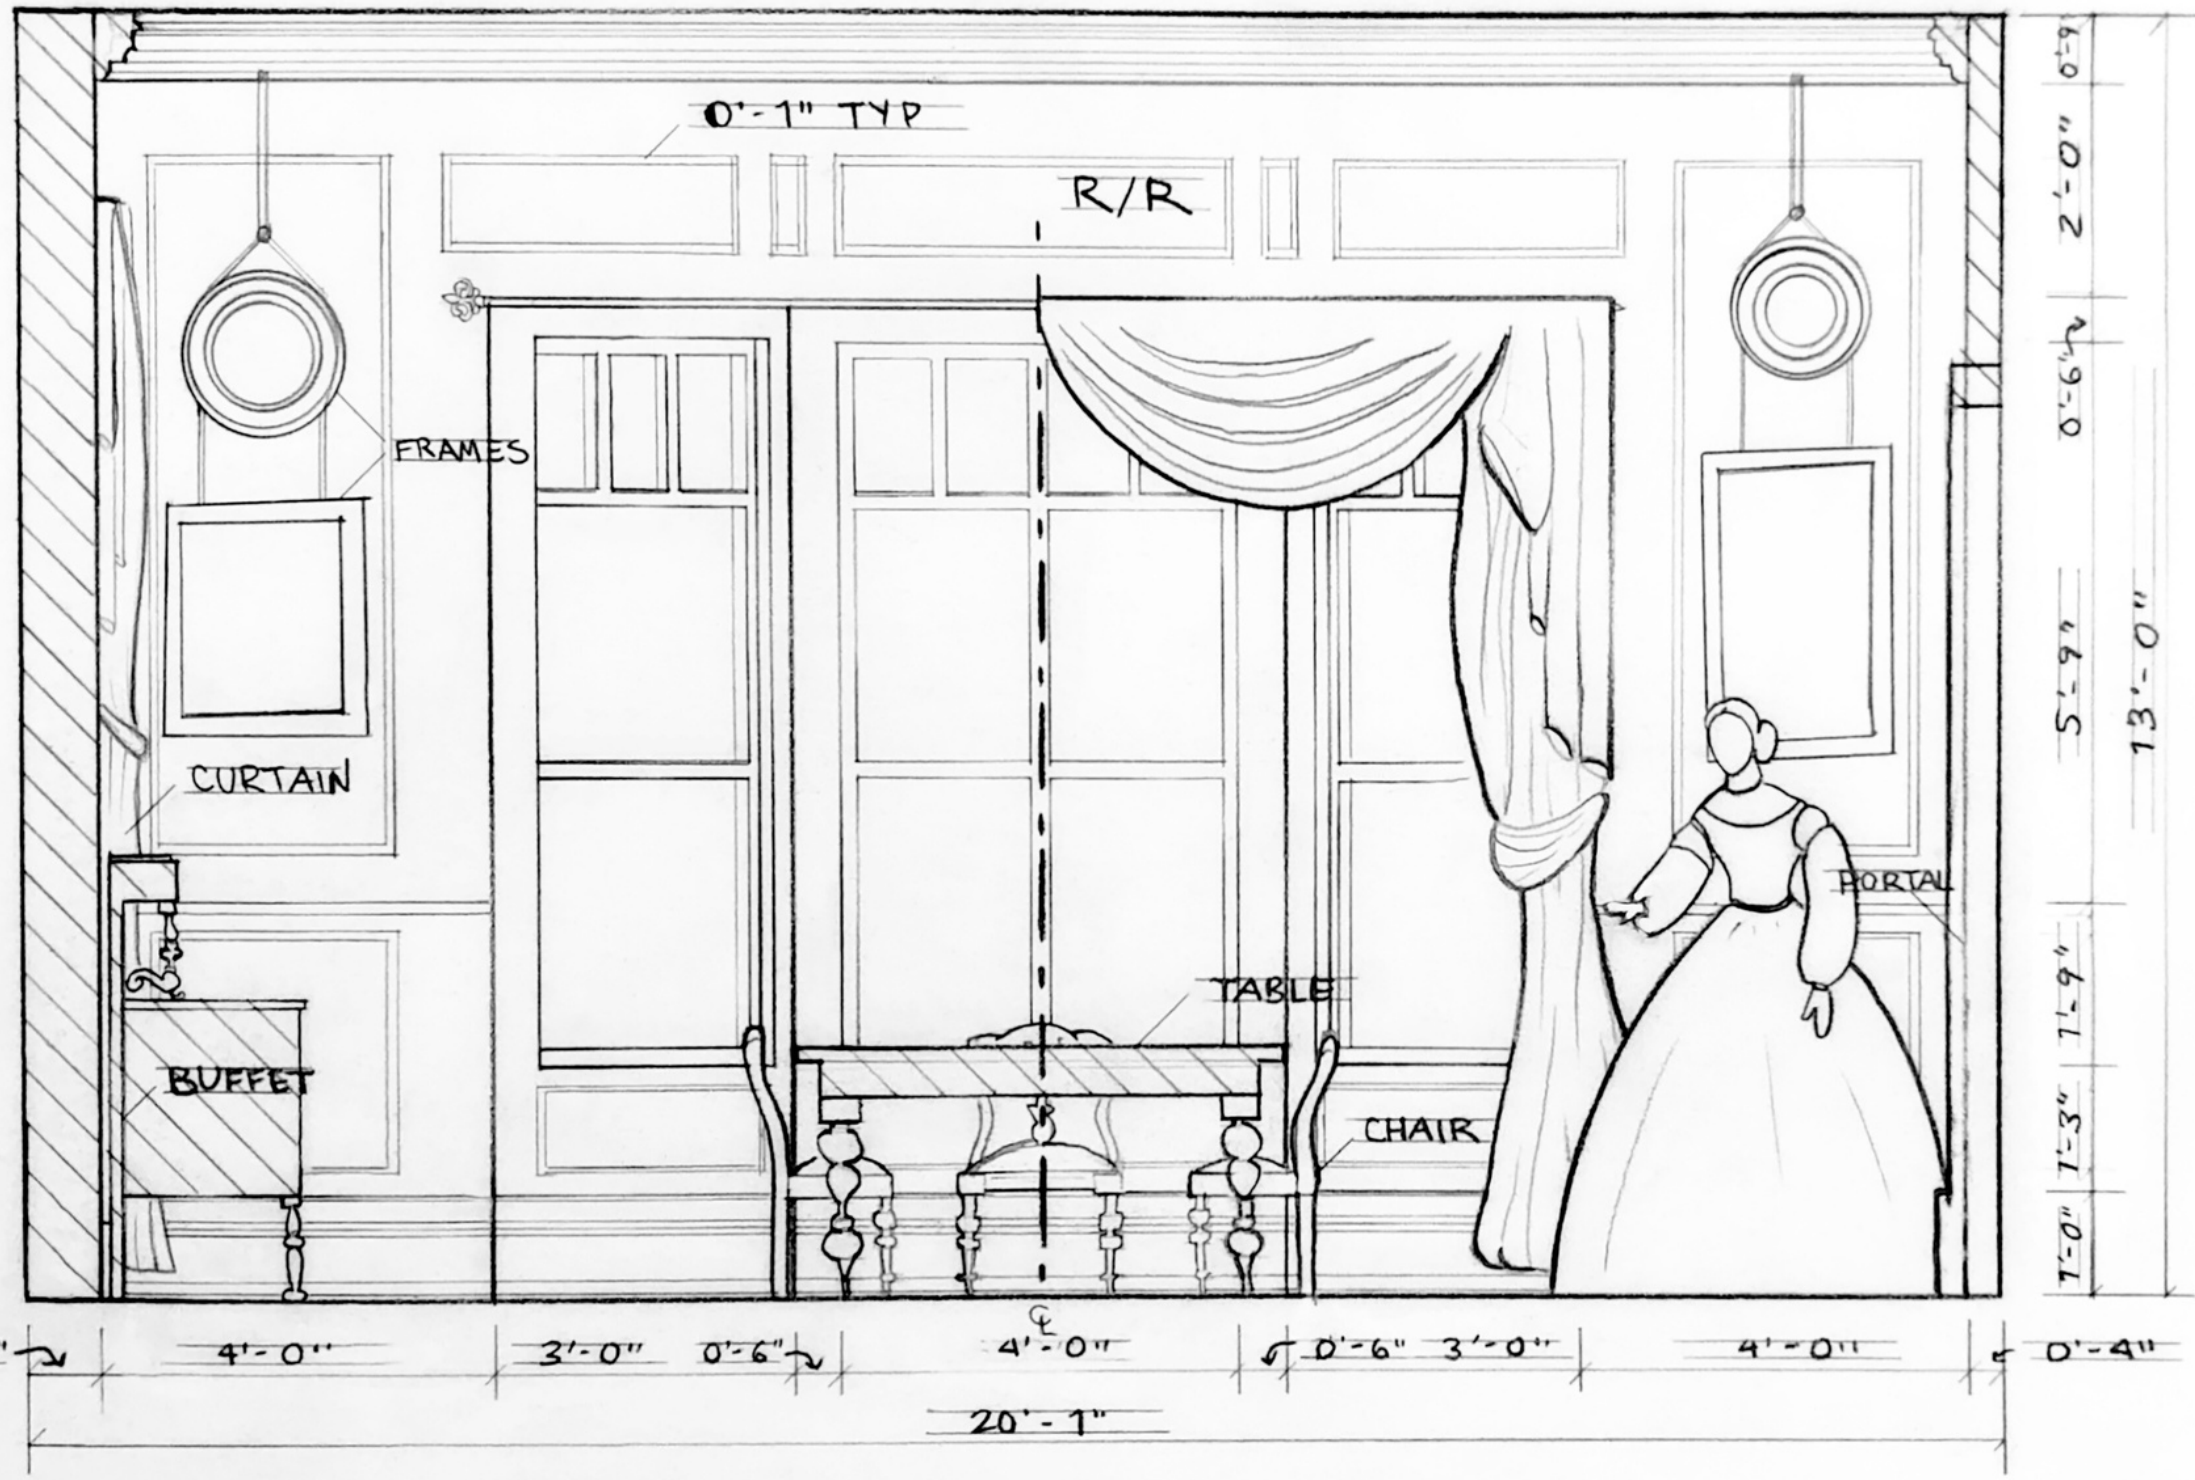 0'-1" TYP
R/R
FRAMES
CURTAIN
PORTAL
TABLE
BUFFET
CHAIR
℄
4'-0"
3'-0"
0'-6"
4'-0"
0'-6"
3'-0"
4'-0"
0'-4"
20'-1"
2'-0"
0'-6"
5'-9"
1'-9"
1'-3"
1'-0"
13'-0"